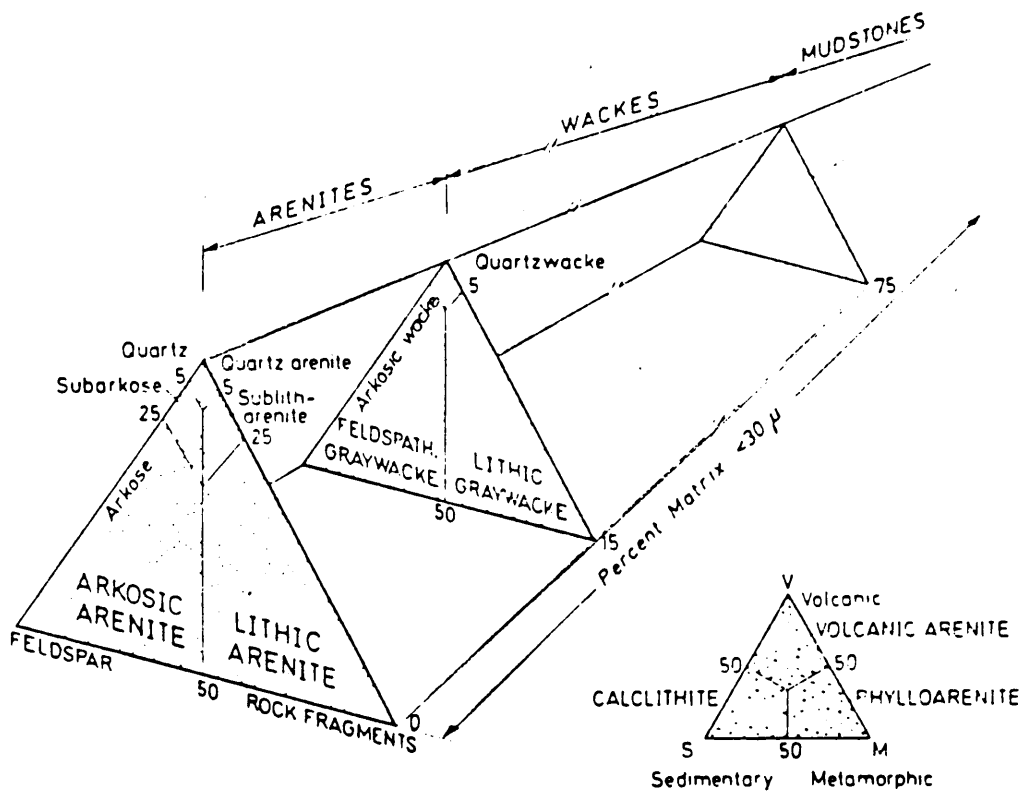 MUDSTONES
WACKES
ARENITES
Quartzwacke
5
75
Arkosic wacke
Quartz
Quartz arenite
5
5
Subarkose
Sublith-
arenite
25
25
Arkose
FELDSPATH.
GRAYWACKE
LITHIC
GRAYWACKE
50
15
Percent Matrix <30 µ
ARKOSIC
ARENITE
LITHIC
ARENITE
FELDSPAR
50
ROCK FRAGMENTS
0
V
Volcanic
VOLCANIC ARENITE
50
50
CALCLITHITE
PHYLLOARENITE
S
50
M
Sedimentary
Metamorphic